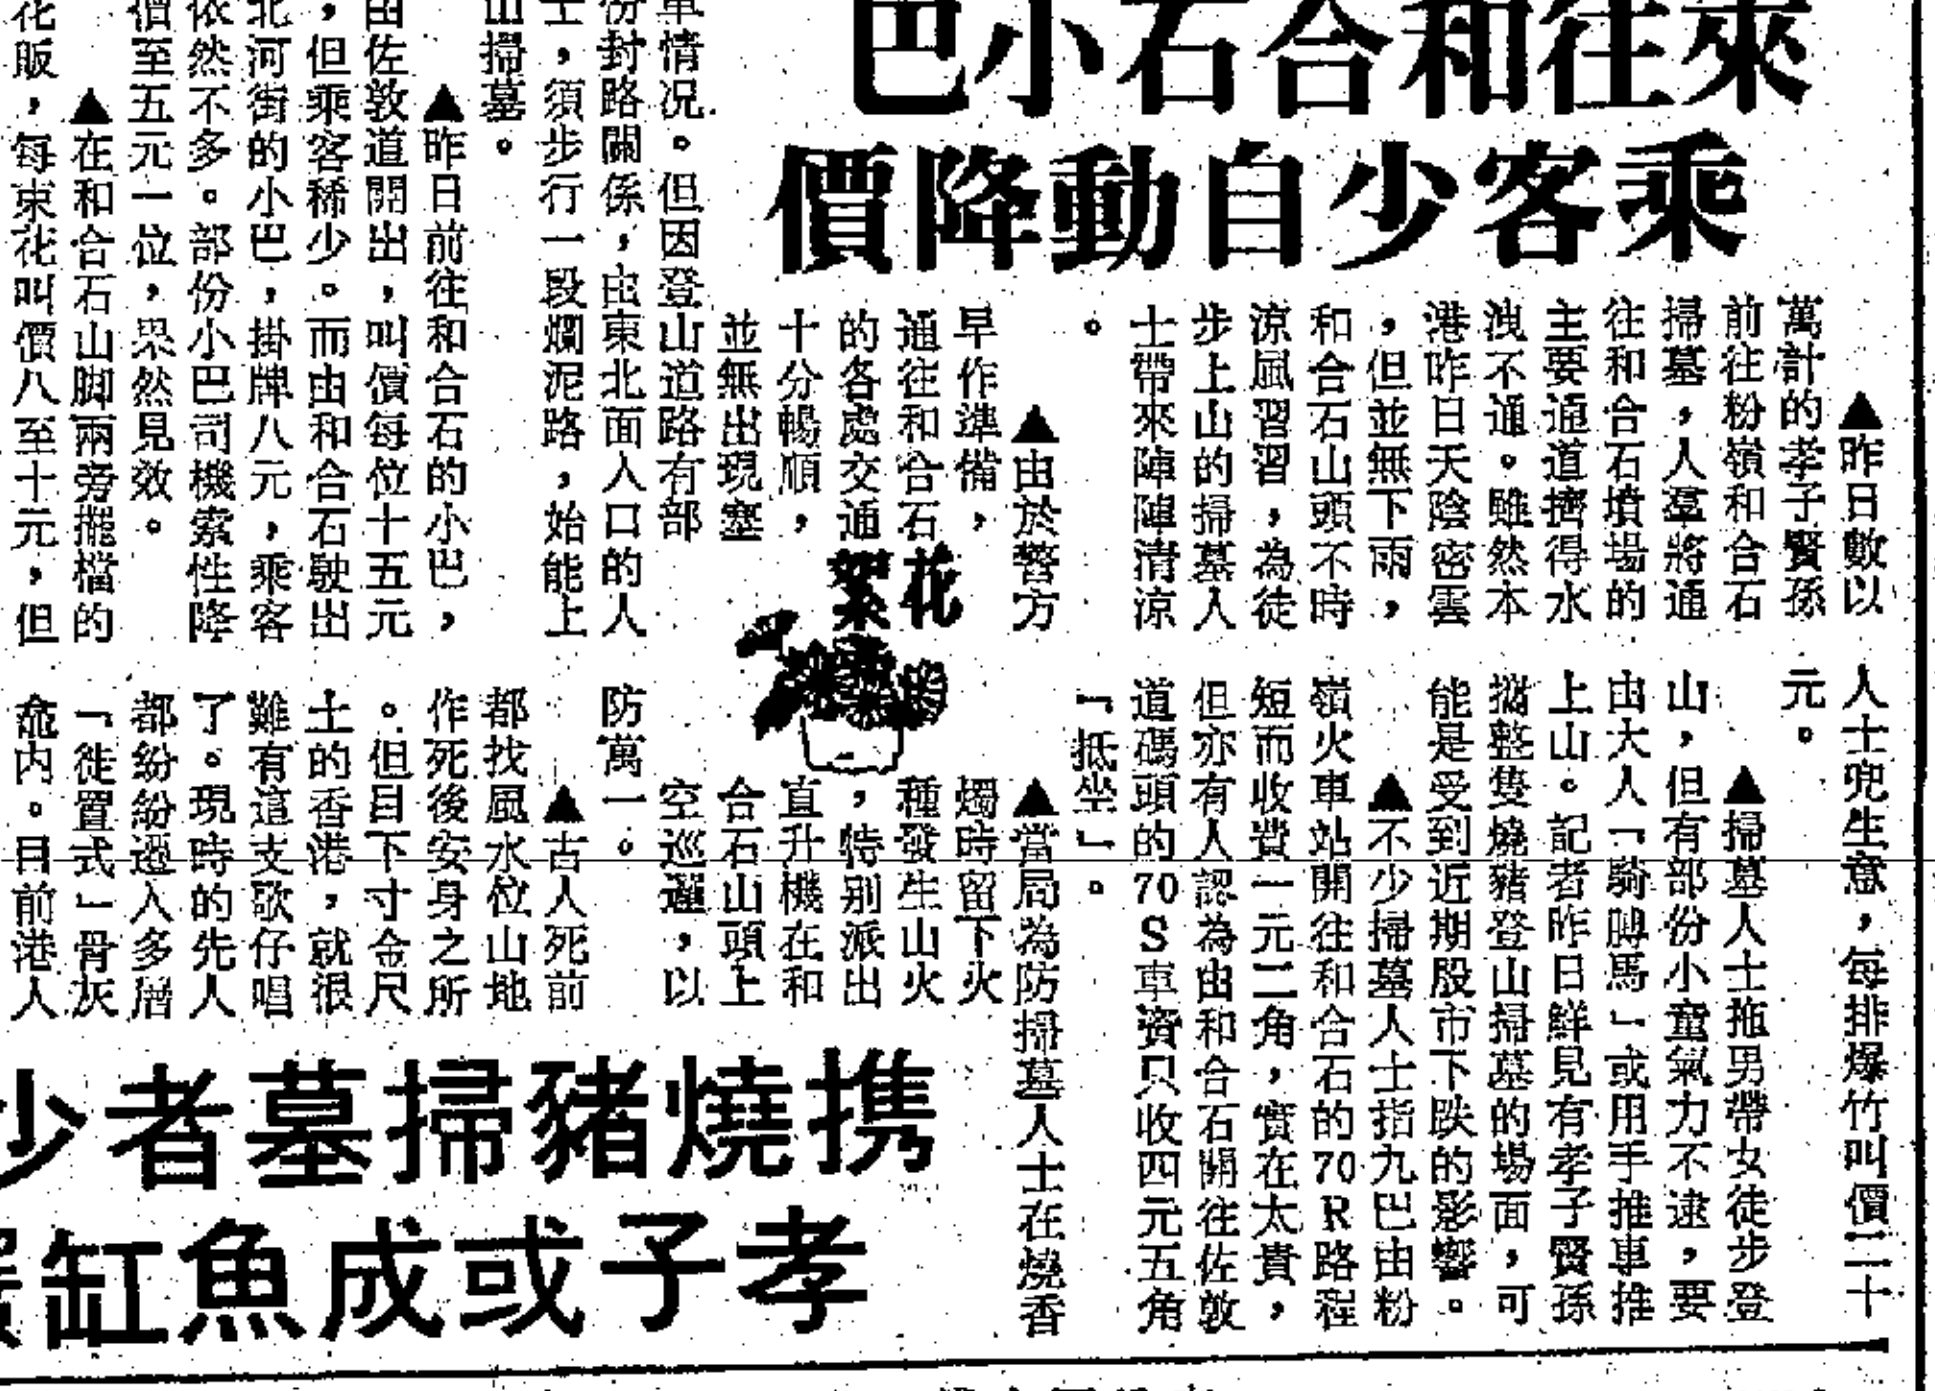 來往和合石小巴
乘客少自動降價
▲昨日數以
萬計的孝子賢孫
前往粉嶺和合石
掃墓，人羣將通
往和合石墳場的
主要通道擠得水
洩不通。雖然本
港昨日天陰密雲
，但並無下雨，
和合石山頭不時
涼風習習，為徒
步上山的掃墓人
士帶來陣陣清涼
。
▲由於警方
早作準備，
通往和合石
的各處交通
十分暢順，
並無出現塞
車情況。但因登山道路有部
份封路關係，由東北面入口的人
士，須步行一段爛泥路，始能上
山掃墓。
▲昨日前往和合石的小巴，
由佐敦道開出，叫價每位十五元
，但乘客稀少。而由和合石駛出
北河街的小巴，掛牌八元，乘客
依然不多。部份小巴司機索性降
價至五元一位，果然見效。
▲在和合石山脚兩旁擺檔的
花販，每束花叫價八至十元，但
花絮
人士兜生意，每排爆竹叫價二十
元。
▲掃墓人士拖男帶女徒步登
山，但有部份小童氣力不逮，要
由大人「騎膊馬」或用手推車推
上山。記者昨日鮮見有孝子賢孫
攜整隻燒豬登山掃墓的場面，可
能是受到近期股市下跌的影響。
▲不少掃墓人士指九巴由粉
嶺火車站開往和合石的70R路程
短而收費一元二角，實在太貴，
但亦有人認為由和合石開往佐敦
道碼頭的70S車資只收四元五角
「抵坐」。
▲當局為防掃墓人士在燒香
燭時留下火
種發生山火
，特別派出
直升機在和
合石山頭上
空巡邏，以
防萬一。
▲古人死前
都找風水位山地
作死後安身之所
。但目下寸金尺
土的香港，就很
難有這支歌仔唱
了。現時的先人
都紛紛遷入多層
「徙置式」骨灰
龕內。目前港人
携燒豬掃墓者少
孝子或成魚缸